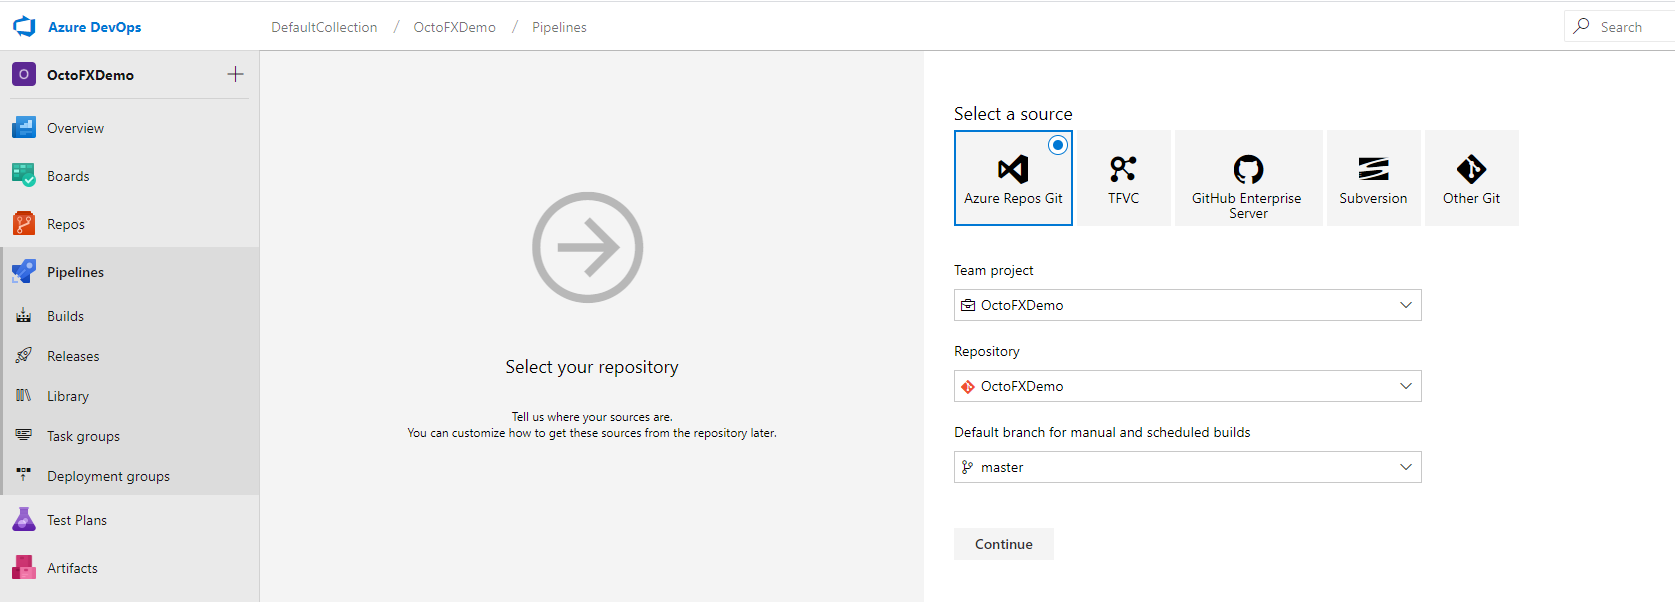 Azure DevOps
DefaultCollection / OctoFXDemo / Pipelines
Search
O OctoFXDemo
Overview
Boards
Repos
Pipelines
Builds
Releases
Library
Task groups
Deployment groups
Test Plans
Artifacts
Select your repository
Tell us where your sources are.
You can customize how to get these sources from the repository later.
Select a source
Azure Repos Git
TFVC
GitHub Enterprise
Server
Subversion
Other Git
Team project
OctoFXDemo
Repository
OctoFXDemo
Default branch for manual and scheduled builds
master
Continue